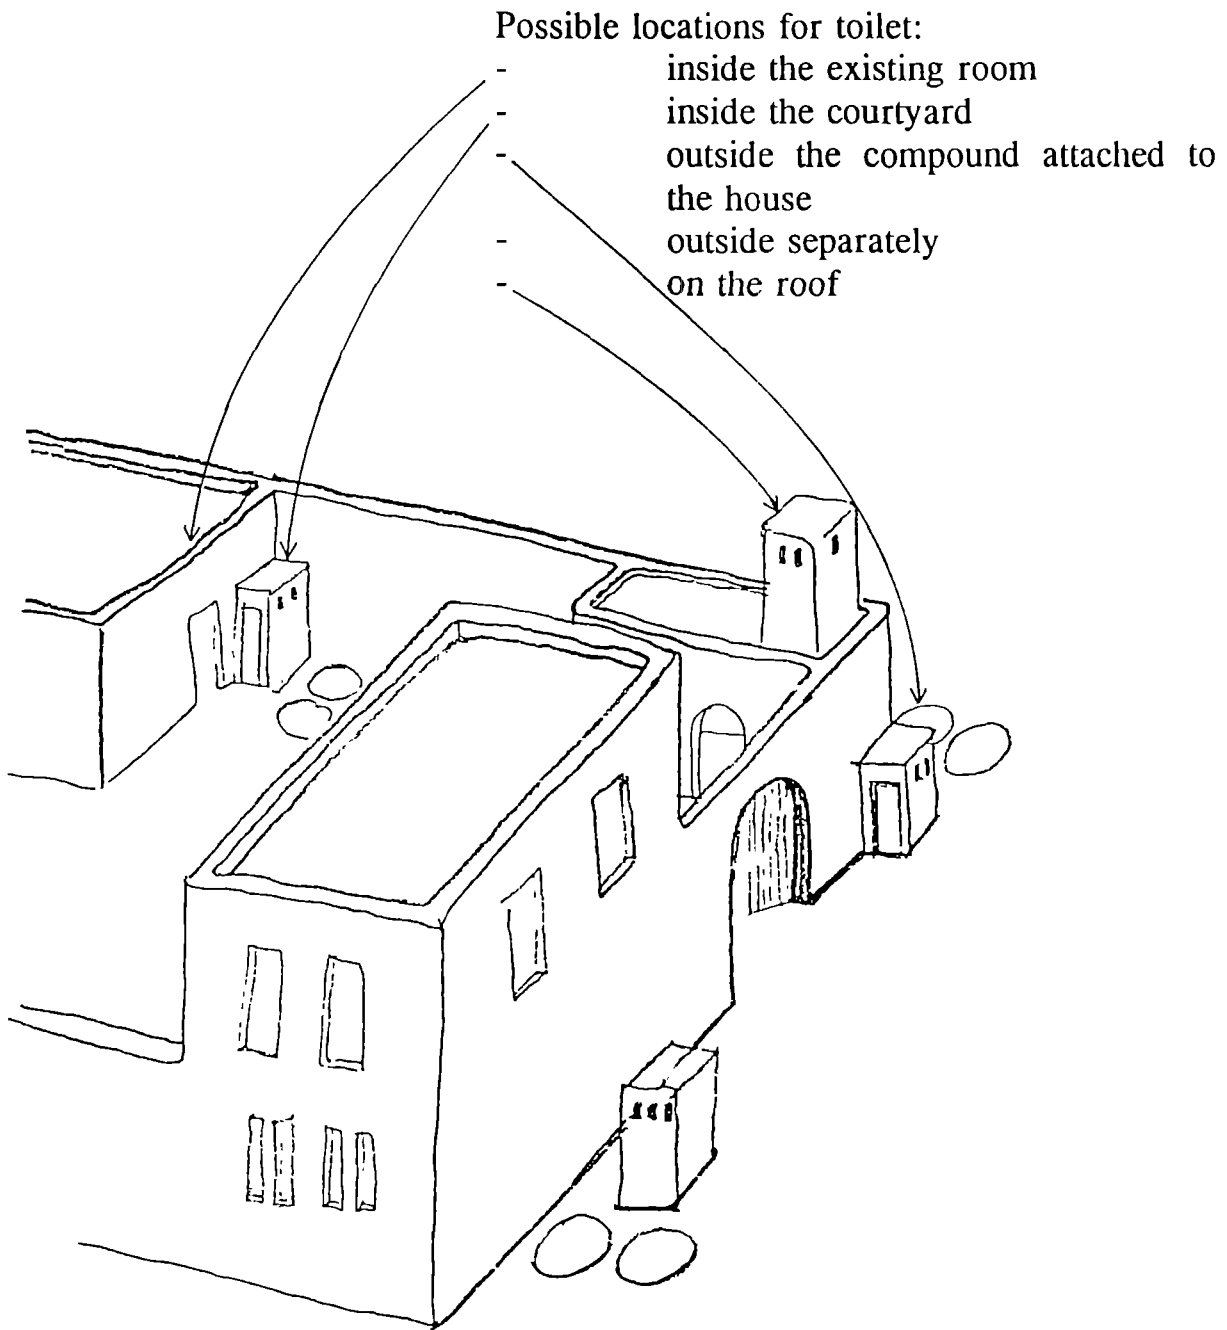 Possible locations for toilet:
- inside the existing room
- inside the courtyard
- outside the compound attached to
the house
- outside separately
- on the roof